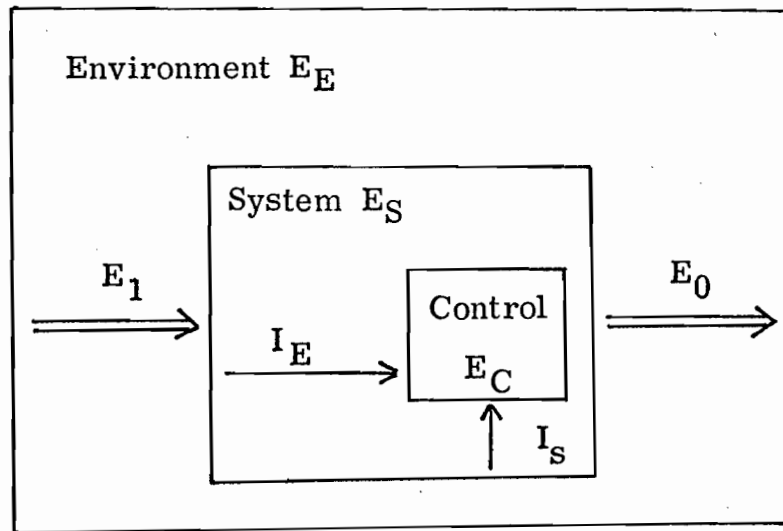 Environment E_E
System E_S
E_1
E_0
Control
I_E
E_C
I_s